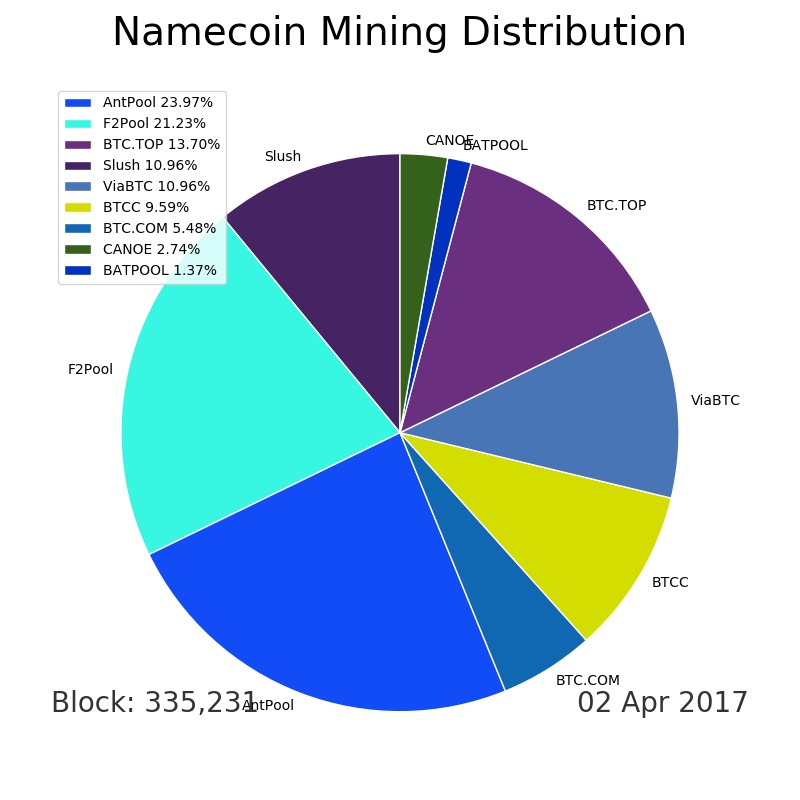 Namecoin Mining Distribution
AntPool 23.97%
F2Pool 21.23%
BTC.TOP 13.70%
Slush 10.96%
ViaBTC 10.96%
BTCC 9.59%
BTC.COM 5.48%
CANOE 2.74%
BATPOOL 1.37%
CANOE
BATPOOL
Slush
BTC.TOP
F2Pool
ViaBTC
BTCC
BTC.COM
AntPool
Block: 335,231
02 Apr 2017